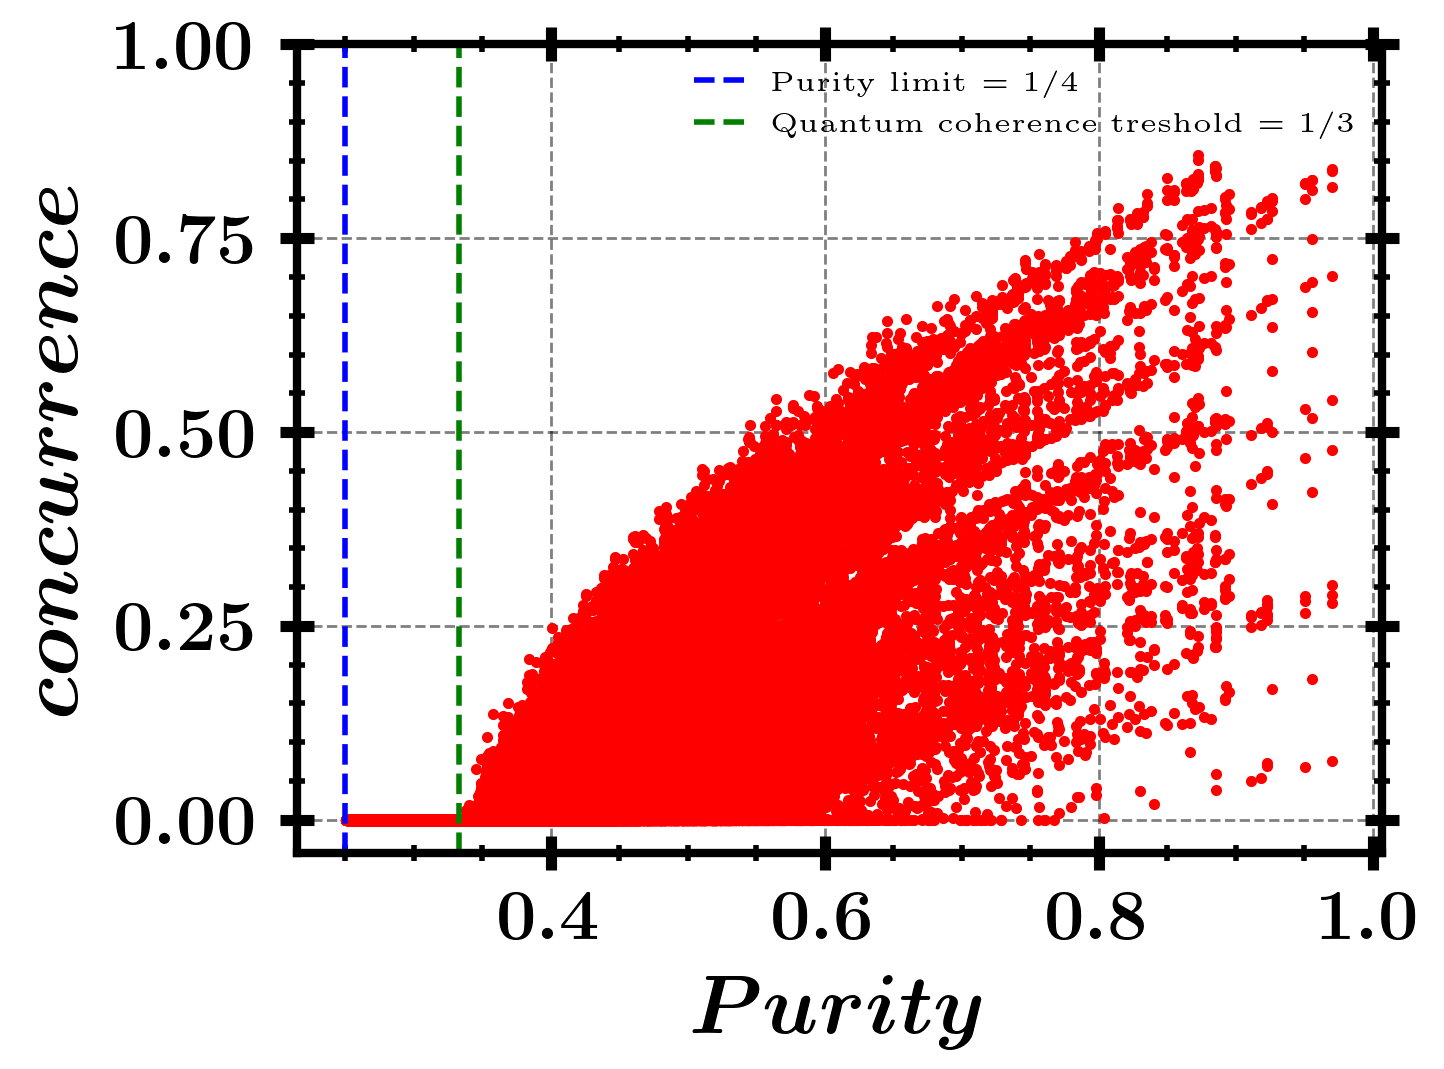 1.00
0.75
0.50
0.25
0.00
concurrence
Purity limit = 1/4
Quantum coherence treshold = 1/3
0.4 0.6 0.8 1.0
Purity